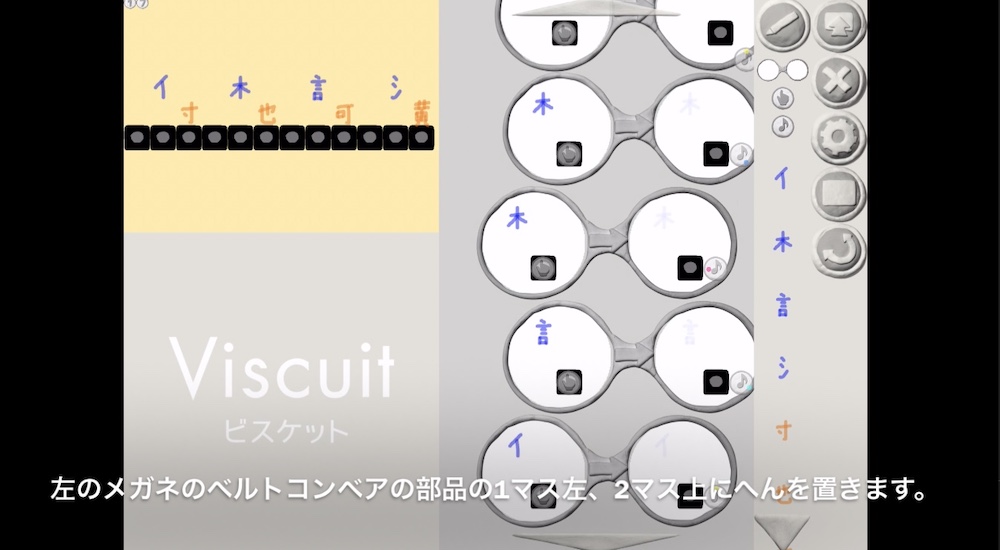 イ 木 言 シ
寸 也 可 黄
木
木
木
木
言
言
イ
イ
イ
木
言
シ
寸
也
Viscuit
ビスケット
左のメガネのベルトコンベアの部品の1マス左、2マス上にへんを置きます。